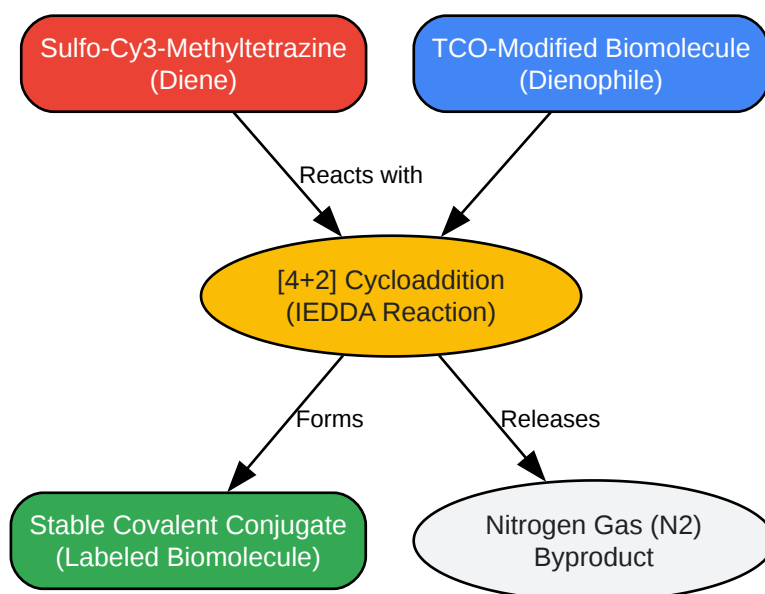 Sulfo-Cy3-Methyltetrazine
(Diene)
TCO-Modified Biomolecule
(Dienophile)
Reacts with
[4+2] Cycloaddition
(IEDDA Reaction)
Forms
Releases
Stable Covalent Conjugate
(Labeled Biomolecule)
Nitrogen Gas (N2)
Byproduct